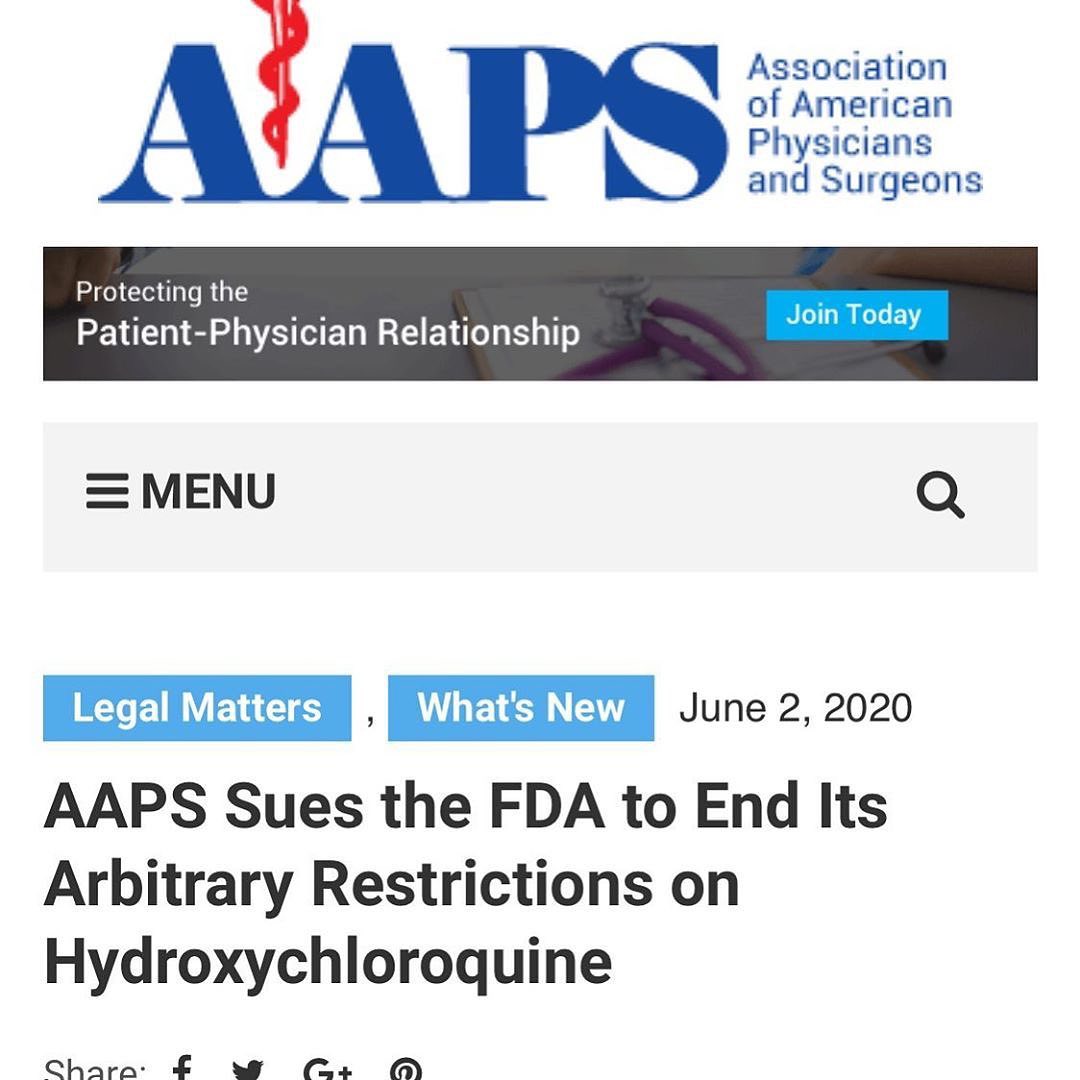 AAPS
Association
of American
Physicians
and Surgeons
Protecting the
Patient-Physician Relationship
Join Today
MENU
Legal Matters , What's New June 2, 2020
AAPS Sues the FDA to End Its
Arbitrary Restrictions on
Hydroxychloroquine
Share: f G+